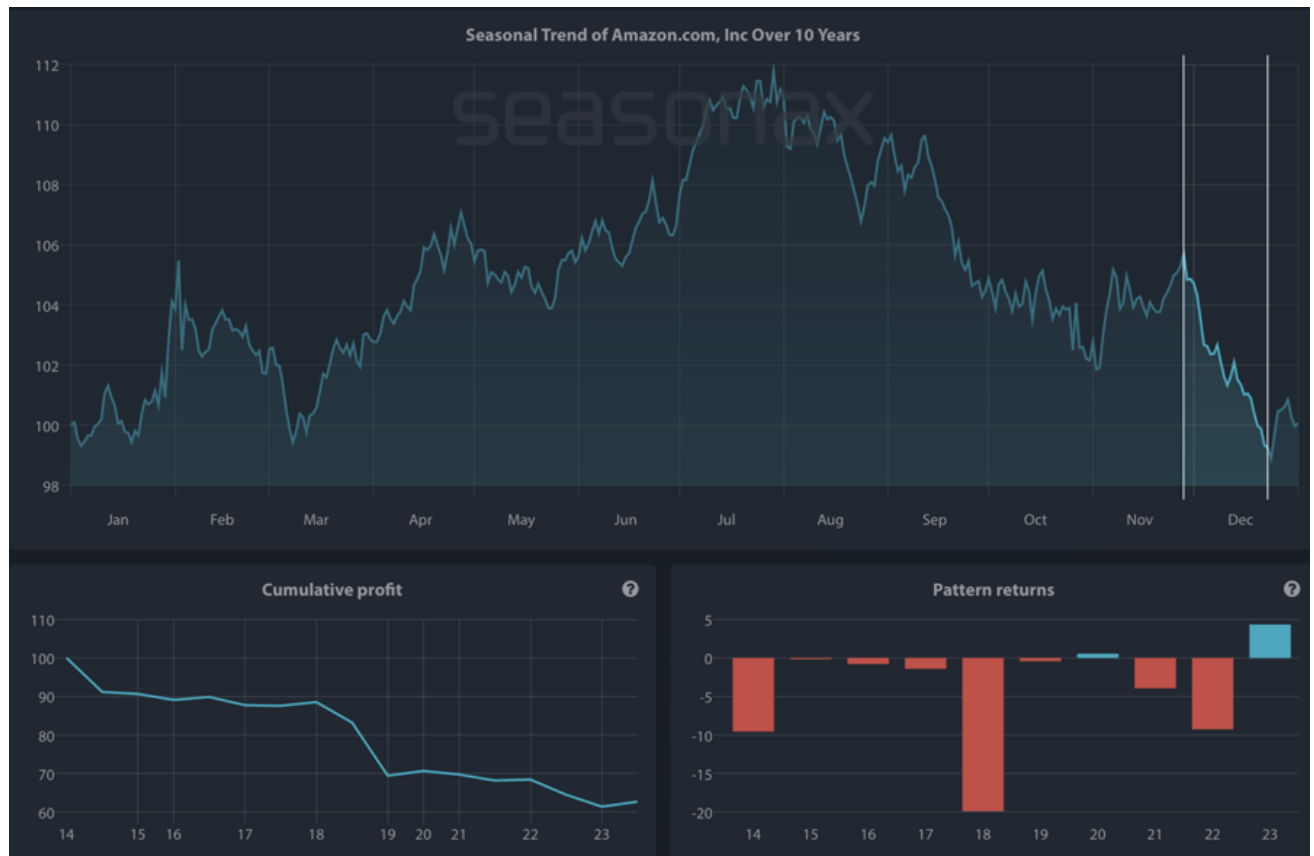 Seasonal Trend of Amazon.com, Inc Over 10 Years
seasonax
112
110
108
106
104
102
100
98
Jan Feb Mar Apr May Jun Jul Aug Sep Oct Nov Dec
Cumulative profit ?
110
100
90
80
70
60
14 15 16 17 18 19 20 21 22 23
Pattern returns ?
5
0
-5
-10
-15
-20
14 15 16 17 18 19 20 21 22 23